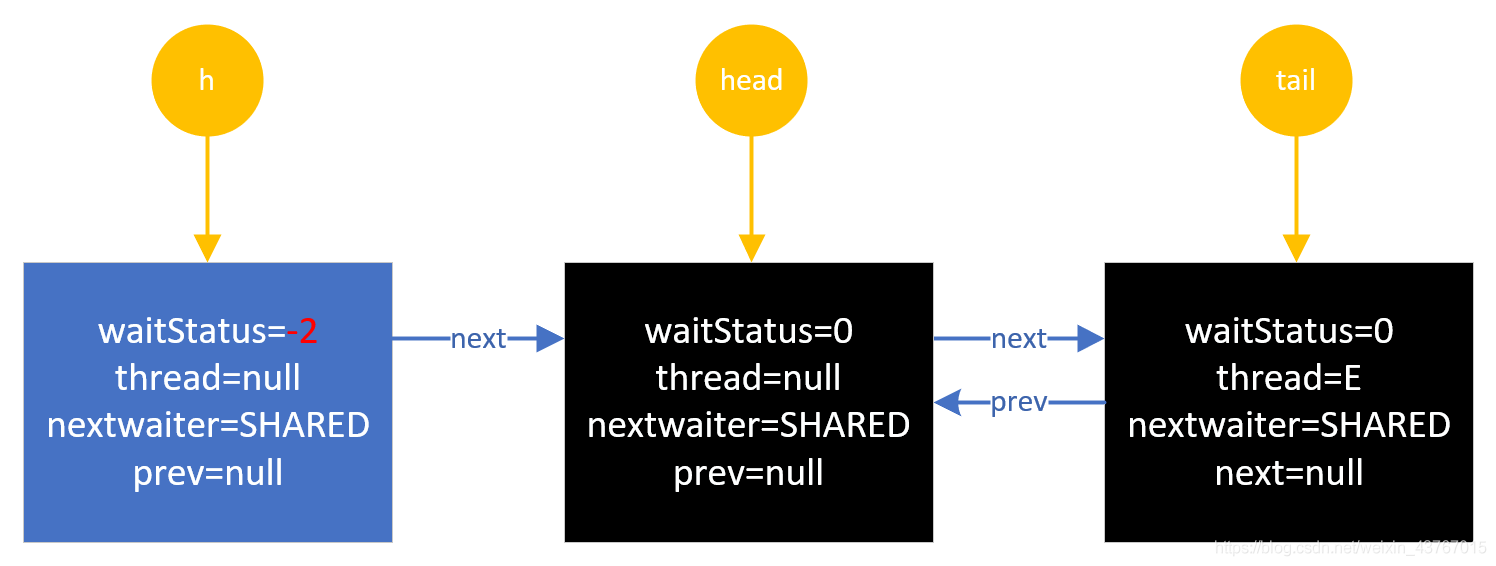 h
head
tail
waitStatus=-2
thread=null
nextwaiter=SHARED
prev=null
next
waitStatus=0
thread=null
nextwaiter=SHARED
prev=null
next
prev
waitStatus=0
thread=E
nextwaiter=SHARED
next=null
https://blog.csdn.net/weixin_43767015